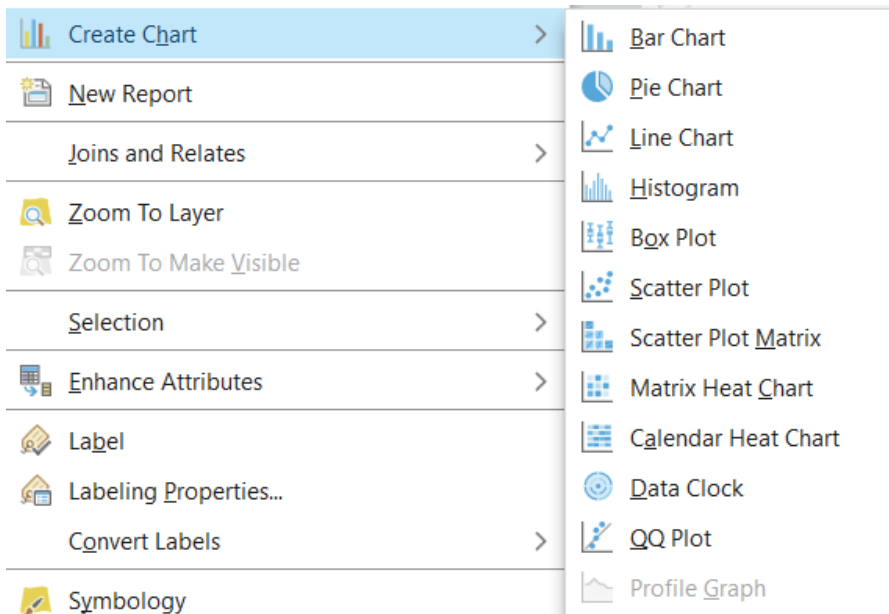 Create Chart
New Report
Joins and Relates
Zoom To Layer
Zoom To Make Visible
Selection
Enhance Attributes
Label
Labeling Properties...
Convert Labels
Symbology
Bar Chart
Pie Chart
Line Chart
Histogram
Box Plot
Scatter Plot
Scatter Plot Matrix
Matrix Heat Chart
Calendar Heat Chart
Data Clock
QQ Plot
Profile Graph